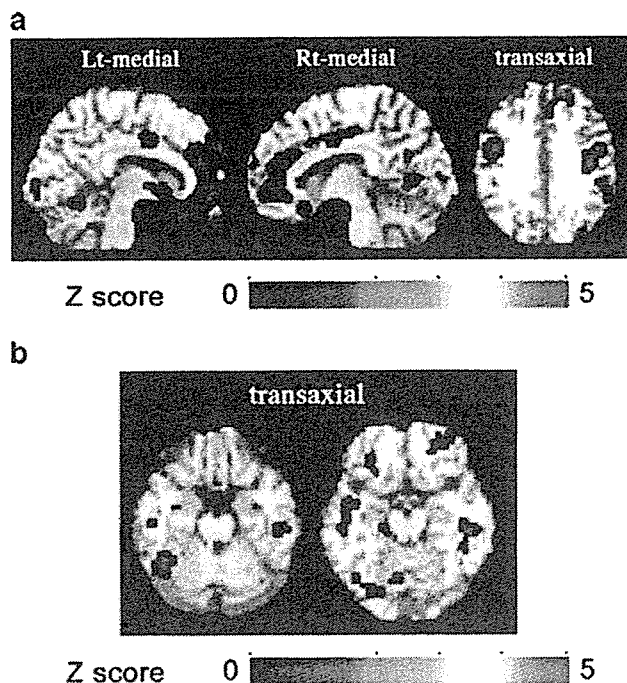 a
Lt-medial Rt-medial transaxial
Z score 0 5
b
transaxial
Z score 0 5